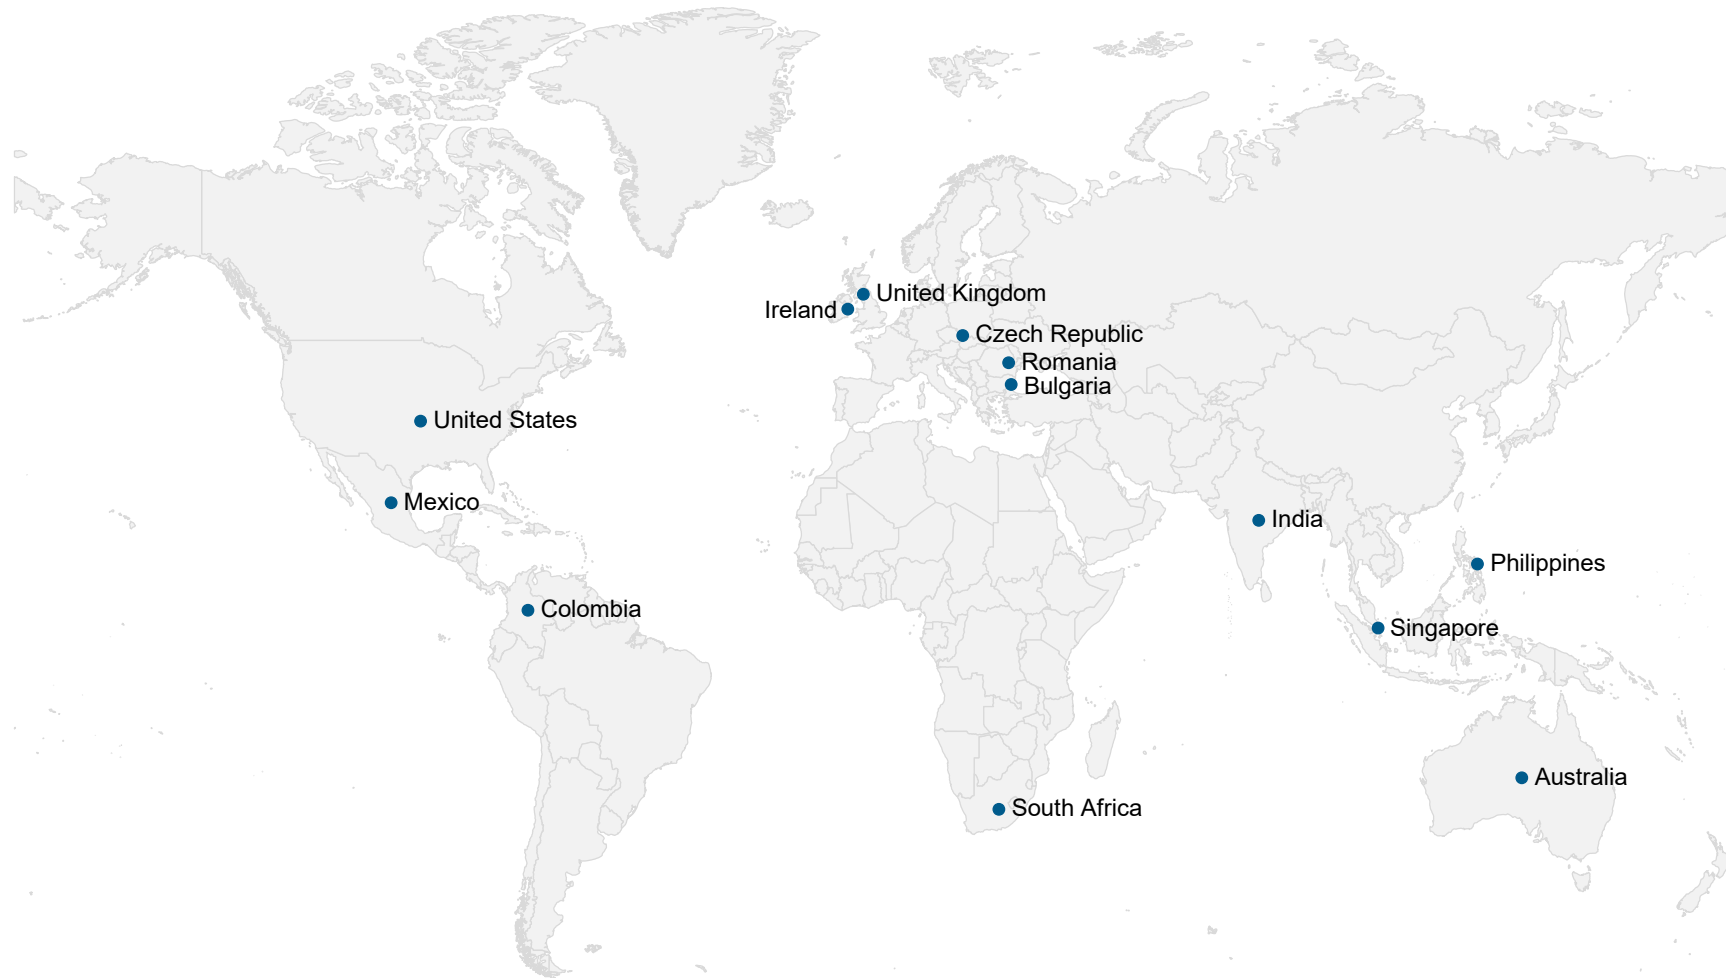 United Kingdom
Ireland
Czech Republic
Romania
Bulgaria
United States
Mexico
India
Philippines
Colombia
Singapore
Australia
South Africa